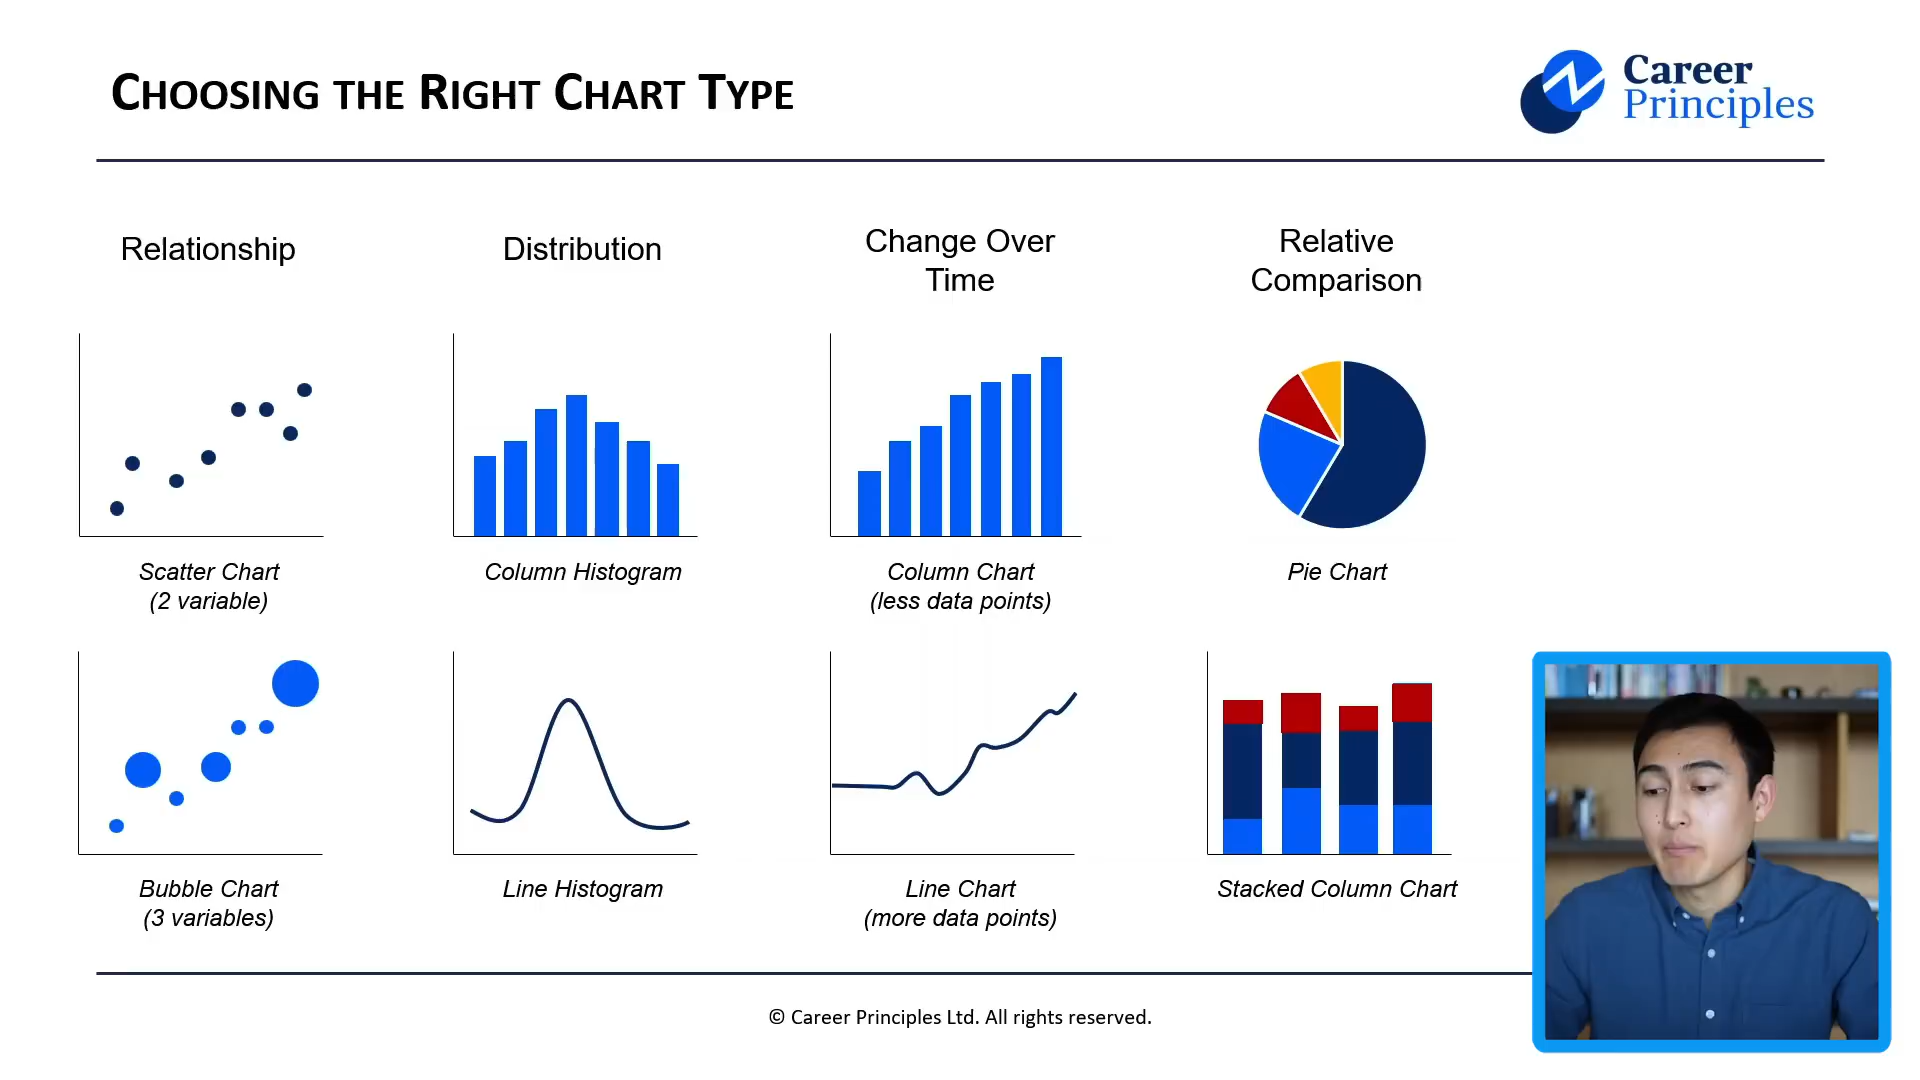 CHOOSING THE RIGHT CHART TYPE
Career
Principles
Relationship
Distribution
Change Over
Time
Relative
Comparison
Scatter Chart
(2 variable)
Column Histogram
Column Chart
(less data points)
Pie Chart
Bubble Chart
(3 variables)
Line Histogram
Line Chart
(more data points)
Stacked Column Chart
© Career Principles Ltd. All rights reserved.